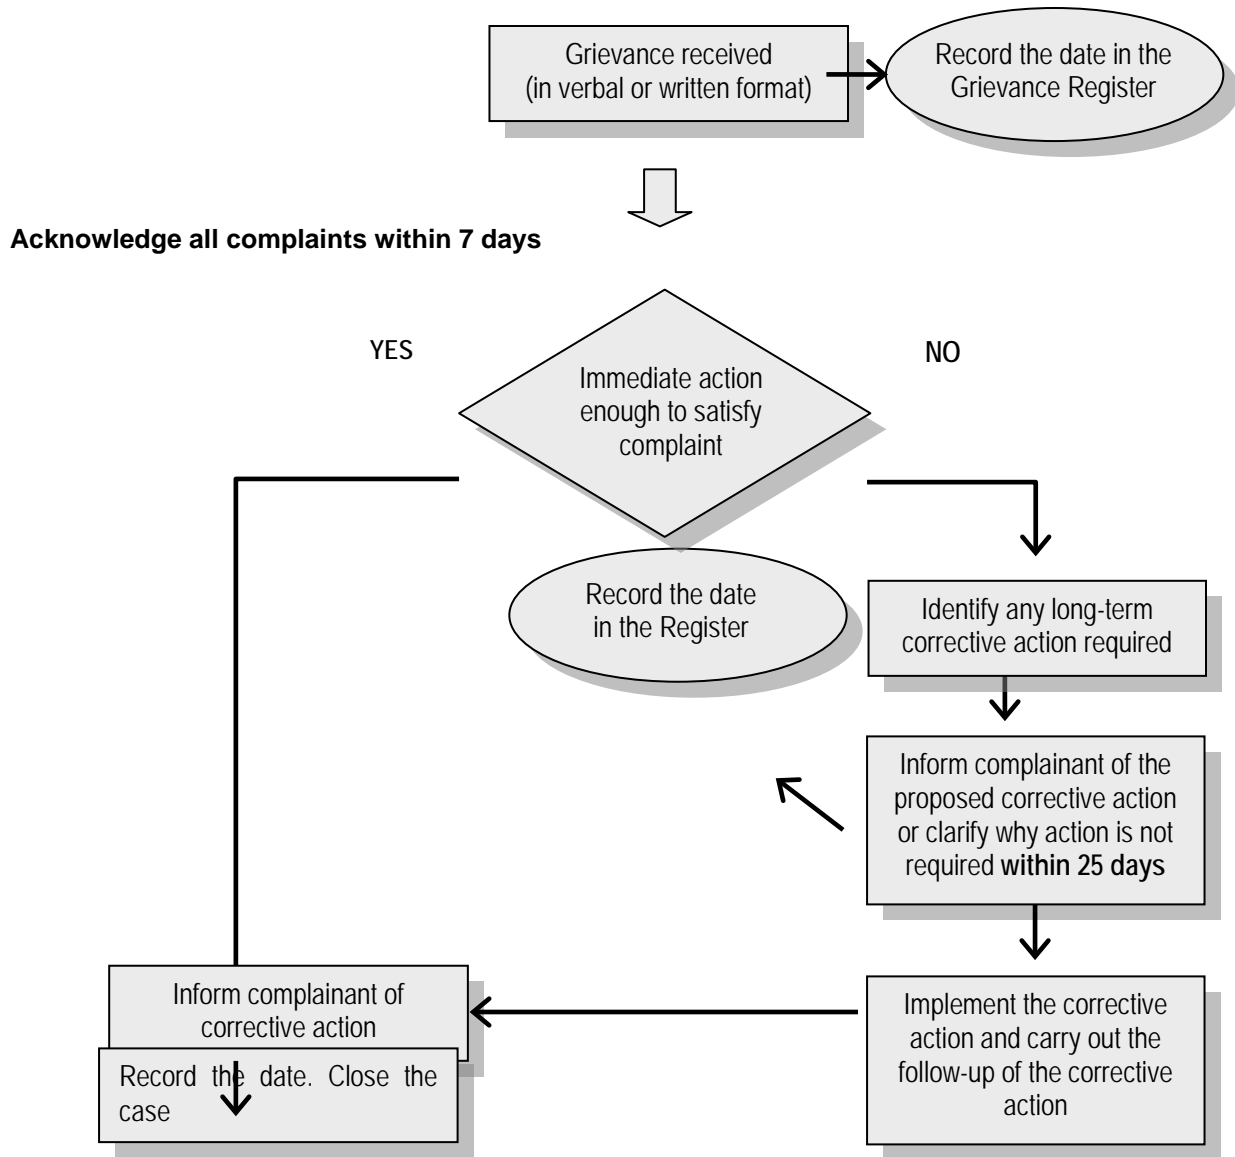 Grievance received
(in verbal or written format)
Record the date in the
Grievance Register
Acknowledge all complaints within 7 days
YES
NO
Immediate action
enough to satisfy
complaint
Record the date
in the Register
Identify any long-term
corrective action required
Inform complainant of the
proposed corrective action
or clarify why action is not
required within 25 days
Inform complainant of
corrective action
Record the date. Close the
case
Implement the corrective
action and carry out the
follow-up of the corrective
action